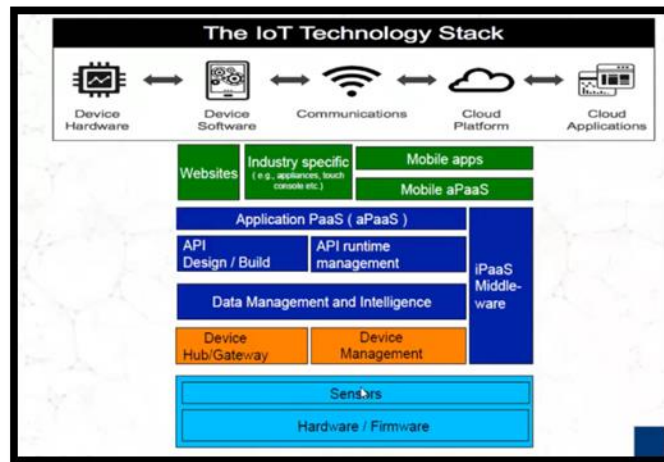 The IoT Technology Stack
Device
Hardware
Device
Software
Communications
Cloud
Platform
Cloud
Applications
Websites
Industry specific
( e.g., appliances, touch
console etc.)
Mobile apps
Mobile aPaaS
Application PaaS ( aPaaS )
API
Design / Build
API runtime
management
iPaaS
Middle-
ware
Data Management and Intelligence
Device
Hub/Gateway
Device
Management
Sensors
Hardware / Firmware